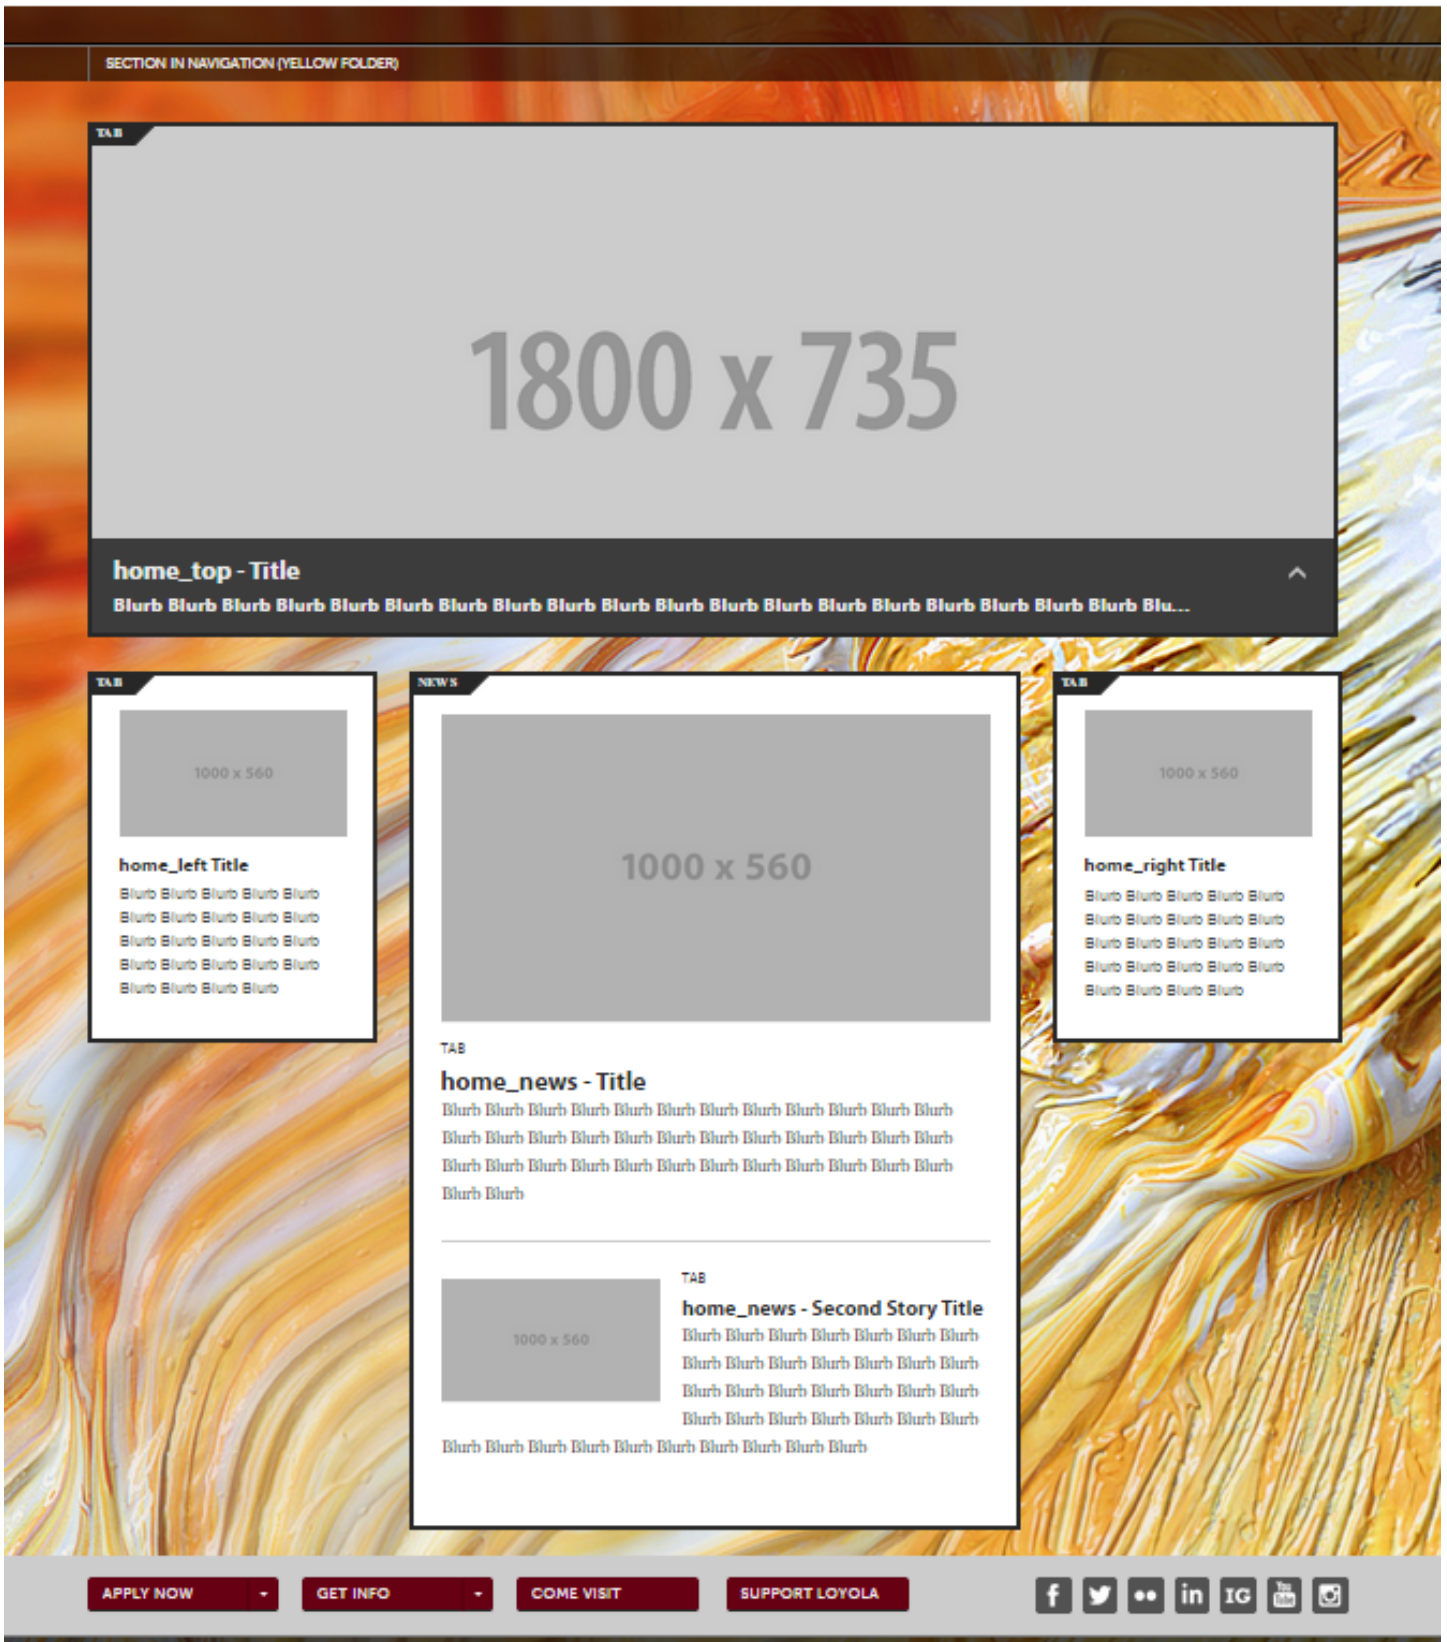 SECTION IN NAVIGATION (YELLOW FOLDER)
TAB
1800 x 735
home_top - Title
Blurb Blurb Blurb Blurb Blurb Blurb Blurb Blurb Blurb Blurb Blurb Blurb Blurb Blurb Blurb Blurb Blurb Blurb Blurb Blu...
TAB
1000 x 560
home_left Title
Blurb Blurb Blurb Blurb Blurb
Blurb Blurb Blurb Blurb Blurb
Blurb Blurb Blurb Blurb Blurb
Blurb Blurb Blurb Blurb Blurb
Blurb Blurb Blurb Blurb
NEWS
1000 x 560
TAB
home_news - Title
Blurb Blurb Blurb Blurb Blurb Blurb Blurb Blurb Blurb Blurb Blurb Blurb
Blurb Blurb Blurb Blurb Blurb Blurb Blurb Blurb Blurb Blurb Blurb Blurb
Blurb Blurb Blurb Blurb Blurb Blurb Blurb Blurb Blurb Blurb Blurb Blurb
Blurb Blurb
1000 x 560
TAB
home_news - Second Story Title
Blurb Blurb Blurb Blurb Blurb Blurb Blurb
Blurb Blurb Blurb Blurb Blurb Blurb Blurb
Blurb Blurb Blurb Blurb Blurb Blurb Blurb
Blurb Blurb Blurb Blurb Blurb Blurb Blurb
Blurb Blurb Blurb Blurb Blurb Blurb Blurb Blurb Blurb Blurb
TAB
1000 x 560
home_right Title
Blurb Blurb Blurb Blurb Blurb
Blurb Blurb Blurb Blurb Blurb
Blurb Blurb Blurb Blurb Blurb
Blurb Blurb Blurb Blurb Blurb
Blurb Blurb Blurb Blurb
APPLY NOW
GET INFO
COME VISIT
SUPPORT LOYOLA
f
in
IG
You
Tube